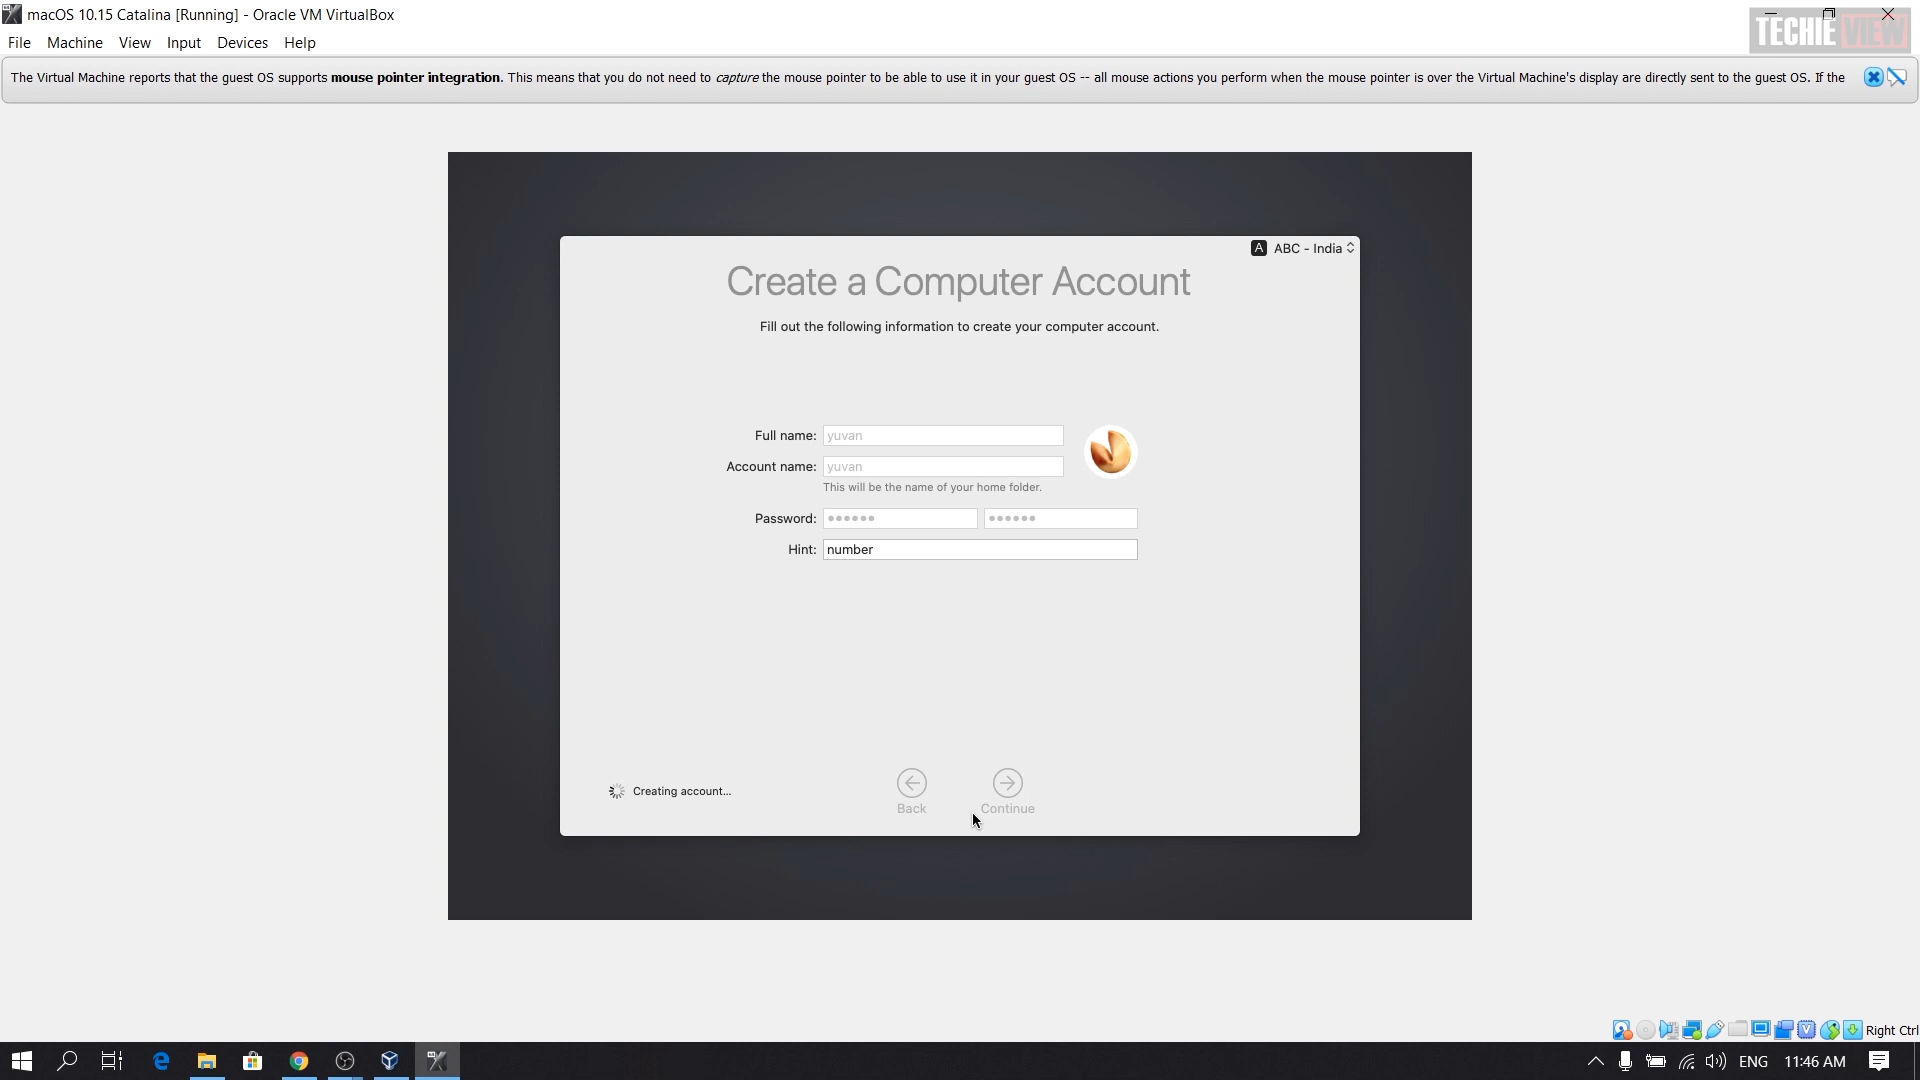 macOS 10.15 Catalina [Running] - Oracle VM VirtualBox
TECHIE VIEW
File Machine View Input Devices Help
The Virtual Machine reports that the guest OS supports mouse pointer integration. This means that you do not need to capture the mouse pointer to be able to use it in your guest OS -- all mouse actions you perform when the mouse pointer is over the Virtual Machine's display are directly sent to the guest OS. If the
A ABC - India
Create a Computer Account
Fill out the following information to create your computer account.
Full name: yuvan
Account name: yuvan
This will be the name of your home folder.
Password: •••••• ••••••
Hint: number
Creating account...
Back
Continue
Right Ctrl
ENG 11:46 AM